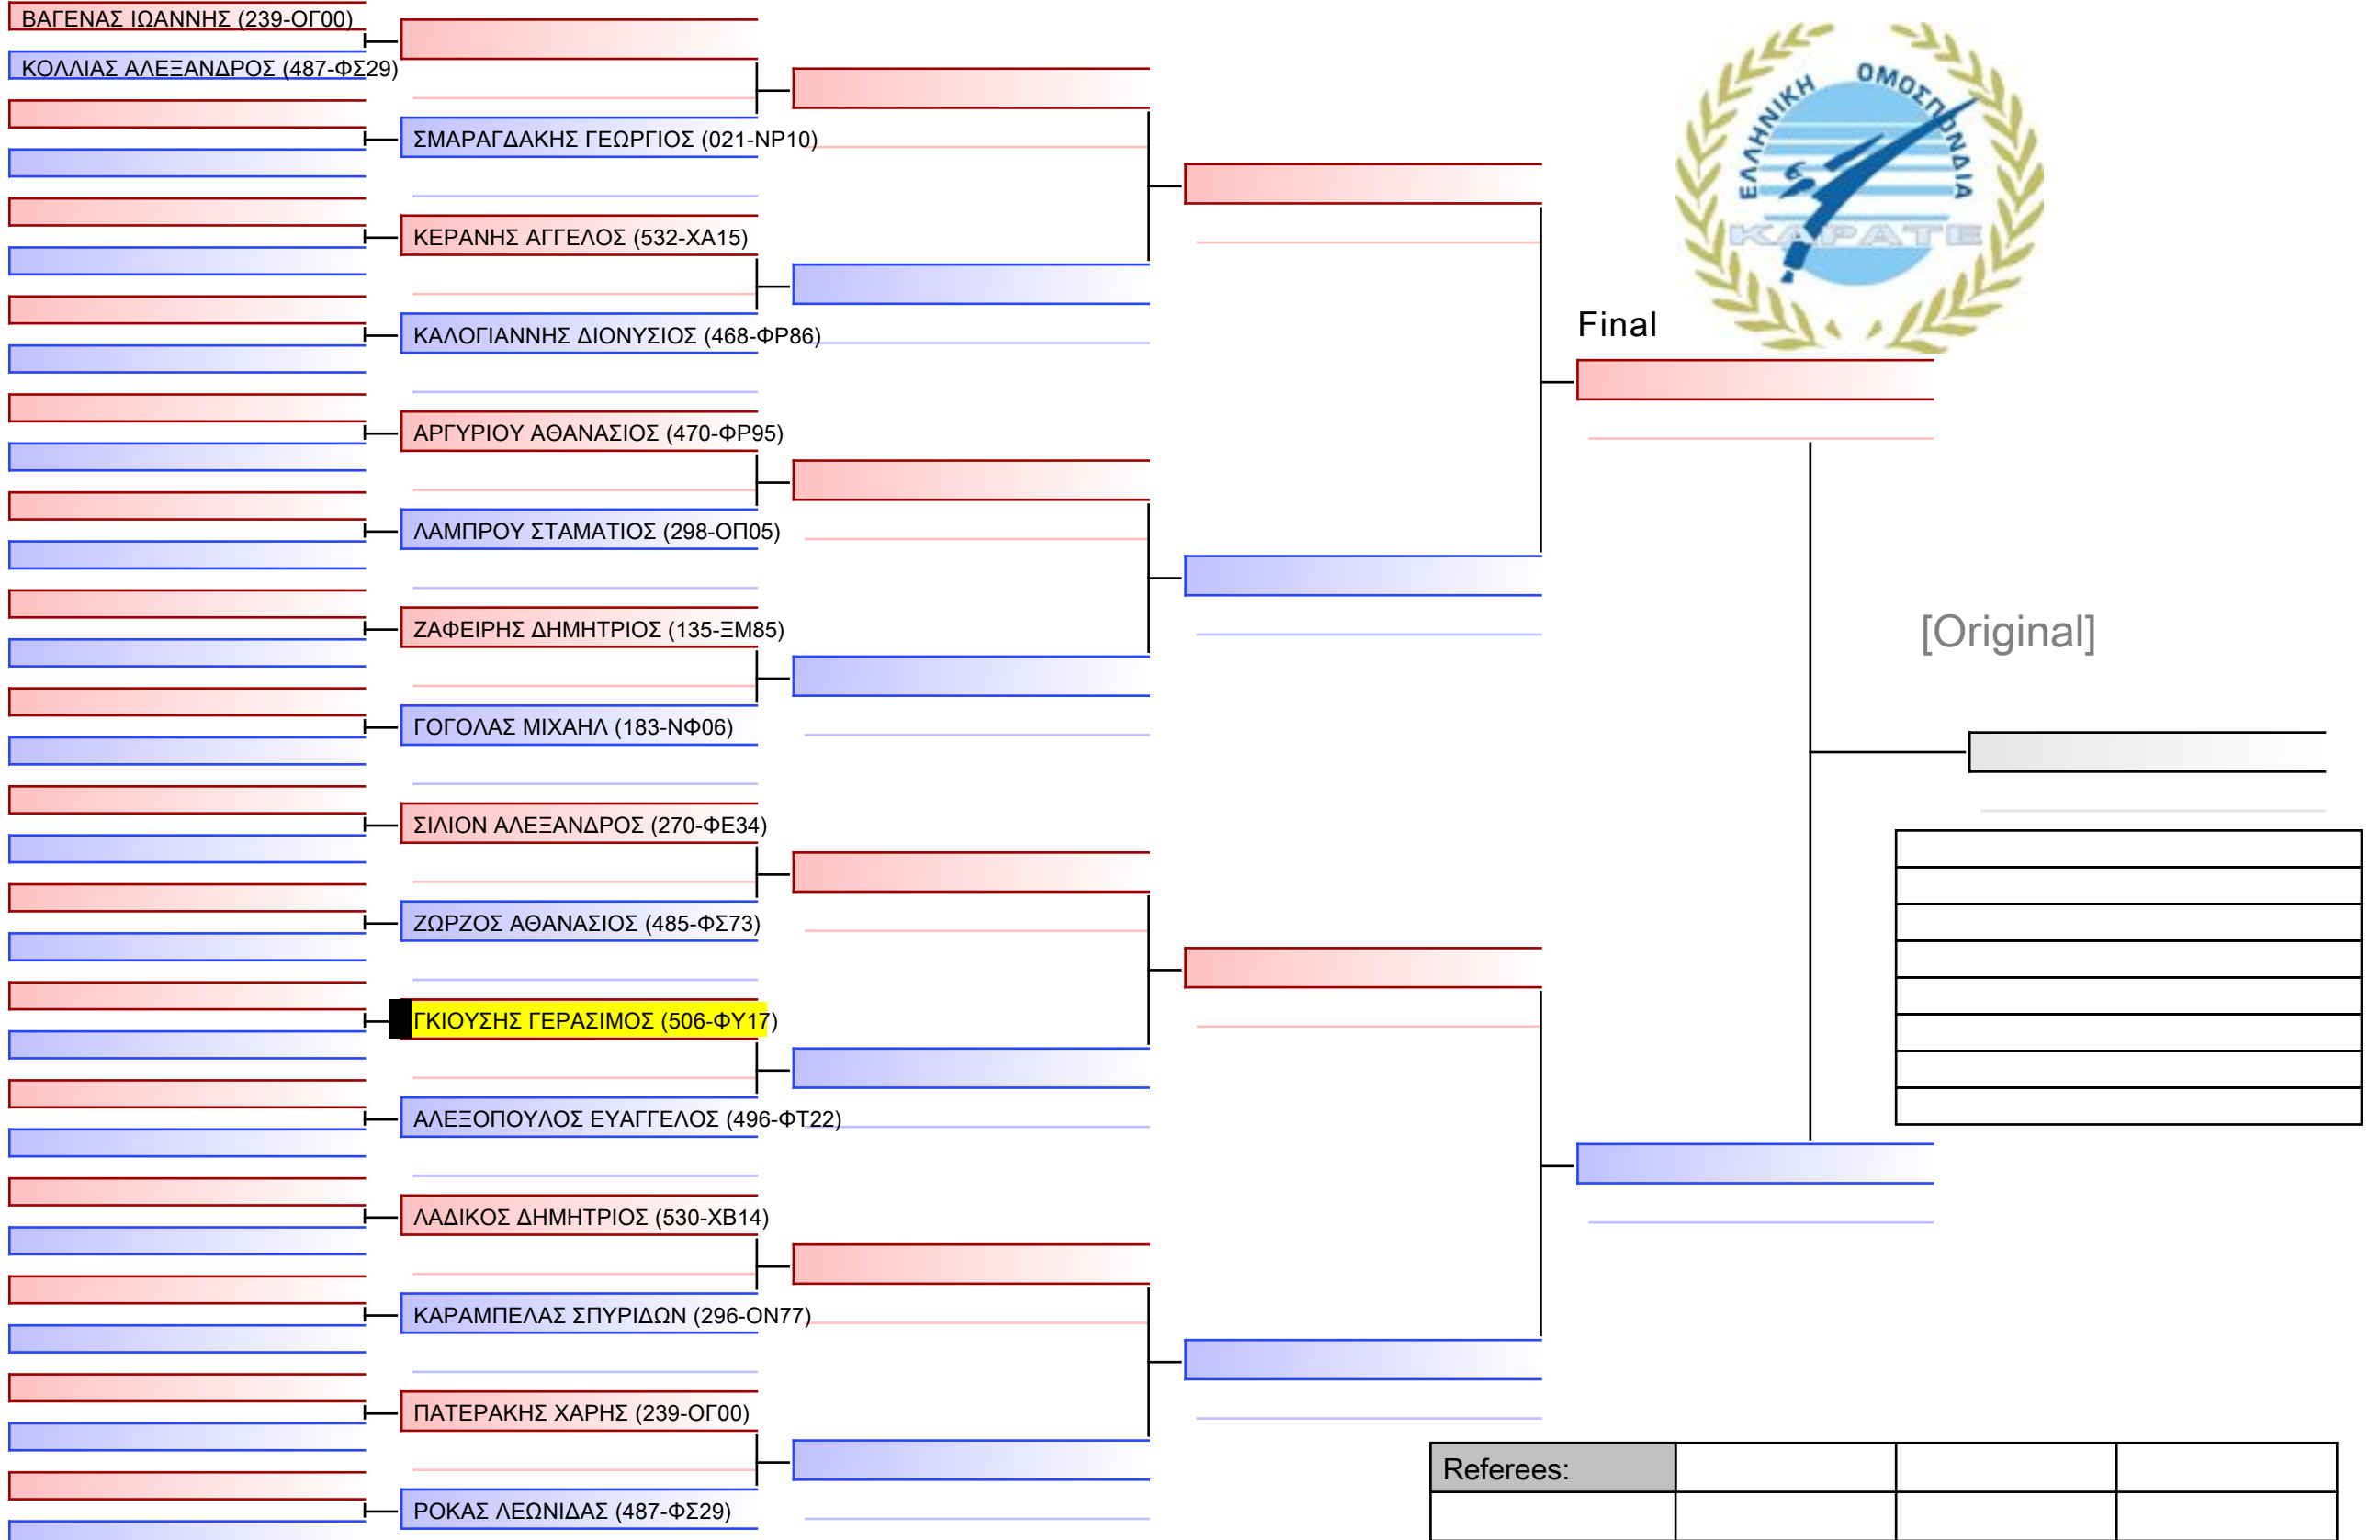 ΒΑΓΕΝΑΣ ΙΩΑΝΝΗΣ (239-ΟΓ00)
ΚΟΛΛΙΑΣ ΑΛΕΞΑΝΔΡΟΣ (487-ΦΣ29)
ΣΜΑΡΑΓΔΑΚΗΣ ΓΕΩΡΓΙΟΣ (021-ΝΡ10)
ΚΕΡΑΝΗΣ ΑΓΓΕΛΟΣ (532-ΧΑ15)
ΚΑΛΟΓΙΑΝΝΗΣ ΔΙΟΝΥΣΙΟΣ (468-ΦΡ86)
ΑΡΓΥΡΙΟΥ ΑΘΑΝΑΣΙΟΣ (470-ΦΡ95)
ΛΑΜΠΡΟΥ ΣΤΑΜΑΤΙΟΣ (298-ΟΠ05)
ΖΑΦΕΙΡΗΣ ΔΗΜΗΤΡΙΟΣ (135-ΞΜ85)
ΓΟΓΟΛΑΣ ΜΙΧΑΗΛ (183-ΝΦ06)
ΣΙΛΙΟΝ ΑΛΕΞΑΝΔΡΟΣ (270-ΦΕ34)
ΖΩΡΖΟΣ ΑΘΑΝΑΣΙΟΣ (485-ΦΣ73)
ΓΚΙΟΥΣΗΣ ΓΕΡΑΣΙΜΟΣ (506-ΦΥ17)
ΑΛΕΞΟΠΟΥΛΟΣ ΕΥΑΓΓΕΛΟΣ (496-ΦΤ22)
ΛΑΔΙΚΟΣ ΔΗΜΗΤΡΙΟΣ (530-ΧΒ14)
ΚΑΡΑΜΠΕΛΑΣ ΣΠΥΡΙΔΩΝ (296-ΟΝ77)
ΠΑΤΕΡΑΚΗΣ ΧΑΡΗΣ (239-ΟΓ00)
ΡΟΚΑΣ ΛΕΩΝΙΔΑΣ (487-ΦΣ29)
ΕΛΛΗΝΙΚΗ ΟΜΟΣΠΟΝΔΙΑ
ΚΑΡΑΤΕ
Final
[Original]
Referees: